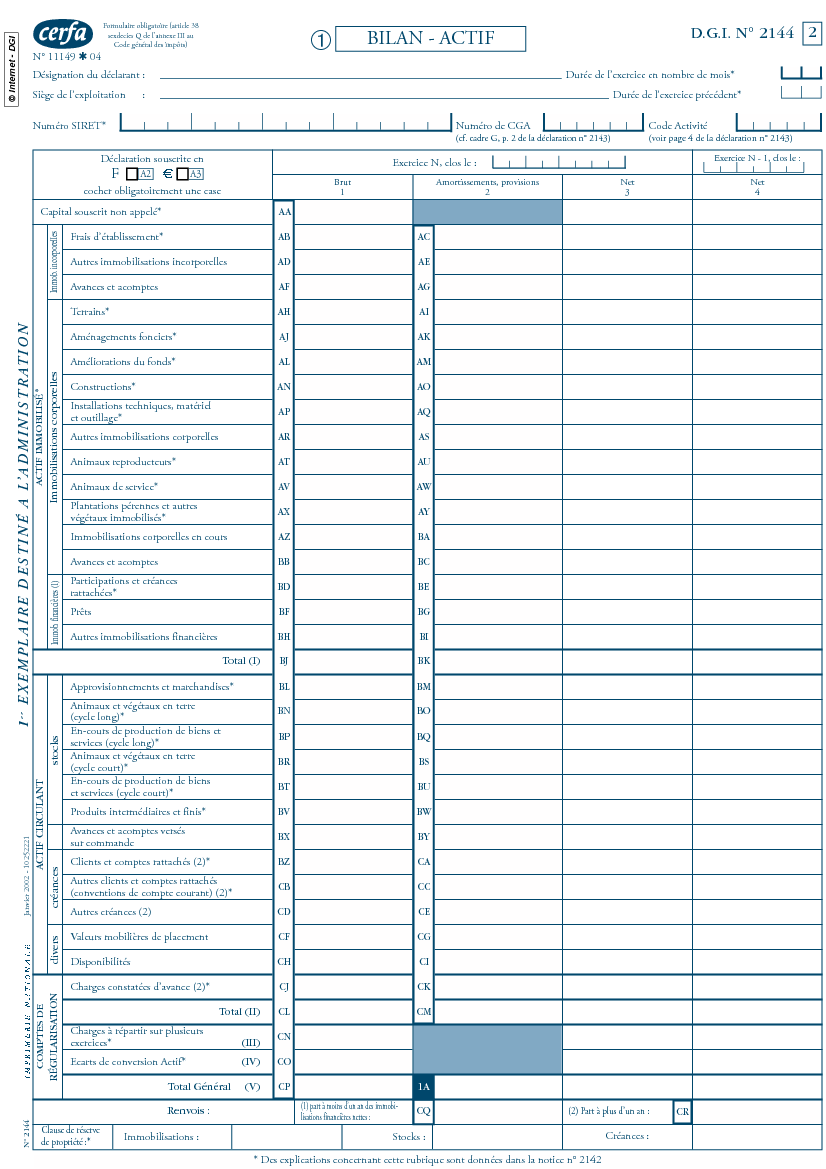 cerfa
Formulaire obligatoire (article 38
sexdecies Q de l'annexe III au
Code général des impôts)
N° 11149 ✱ 04
1 BILAN - ACTIF
D.G.I. N° 2144 2
@ Internet - DGI
Désignation du déclarant :
Durée de l'exercice en nombre de mois*
Siège de l'exploitation :
Durée de l'exercice précédent*
Numéro SIRET*
Numéro de CGA
(cf. cadre G, p. 2 de la déclaration n° 2143)
Code Activité
(voir page 4 de la déclaration n° 2143)
Déclaration souscrite en
F A2 € A3
cocher obligatoirement une case
Exercice N, clos le :
Exercice N - 1, clos le :
Brut
1
Amortissements, provisions
2
Net
3
Net
4
1er EXEMPLAIRE DESTINÉ A L'ADMINISTRATION
Capital souscrit non appelé* AA
ACTIF IMMOBILISÉ*
Immob. incorporelles
Frais d'établissement* AB AC
Autres immobilisations incorporelles AD AE
Avances et acomptes AF AG
Immobilisations corporelles
Terrains* AH AI
Aménagements fonciers* AJ AK
Améliorations du fonds* AL AM
Constructions* AN AO
Installations techniques, matériel
et outillage* AP AQ
Autres immobilisations corporelles AR AS
Animaux reproducteurs* AT AU
Animaux de service* AV AW
Plantations pérennes et autres
végétaux immobilisés* AX AY
Immobilisations corporelles en cours AZ BA
Avances et acomptes BB BC
Immob. financières (1)
Participations et créances
rattachées* BD BE
Prêts BF BG
Autres immobilisations financières BH BI
Total (I) BJ BK
ACTIF CIRCULANT
stocks
Approvisionnements et marchandises* BL BM
Animaux et végétaux en terre
(cycle long)* BN BO
En-cours de production de biens et
services (cycle long)* BP BQ
Animaux et végétaux en terre
(cycle court)* BR BS
En-cours de production de biens
et services (cycle court)* BT BU
Produits intermédiaires et finis* BV BW
Avances et acomptes versés
sur commande BX BY
créances
Clients et comptes rattachés (2)* BZ CA
Autres clients et comptes rattachés
(conventions de compte courant) (2)* CB CC
Autres créances (2) CD CE
divers
Valeurs mobilières de placement CF CG
Disponibilités CH CI
COMPTES DE
RÉGULARISATION
Charges constatées d'avance (2)* CJ CK
Total (II) CL CM
Charges à répartir sur plusieurs
exercices* (III) CN
Ecarts de conversion Actif* (IV) CO
Total Général (V) CP 1A
Renvois :
(1) part à moins d'un an des immobi-
lisations financières nettes : CQ
(2) Part à plus d'un an : CR
Clause de réserve
de propriété :*
Immobilisations :
Stocks :
Créances :
Janvier 2002 - 10 252221
IMPRIMERIE NATIONALE
N° 2144
* Des explications concernant cette rubrique sont données dans la notice n° 2142